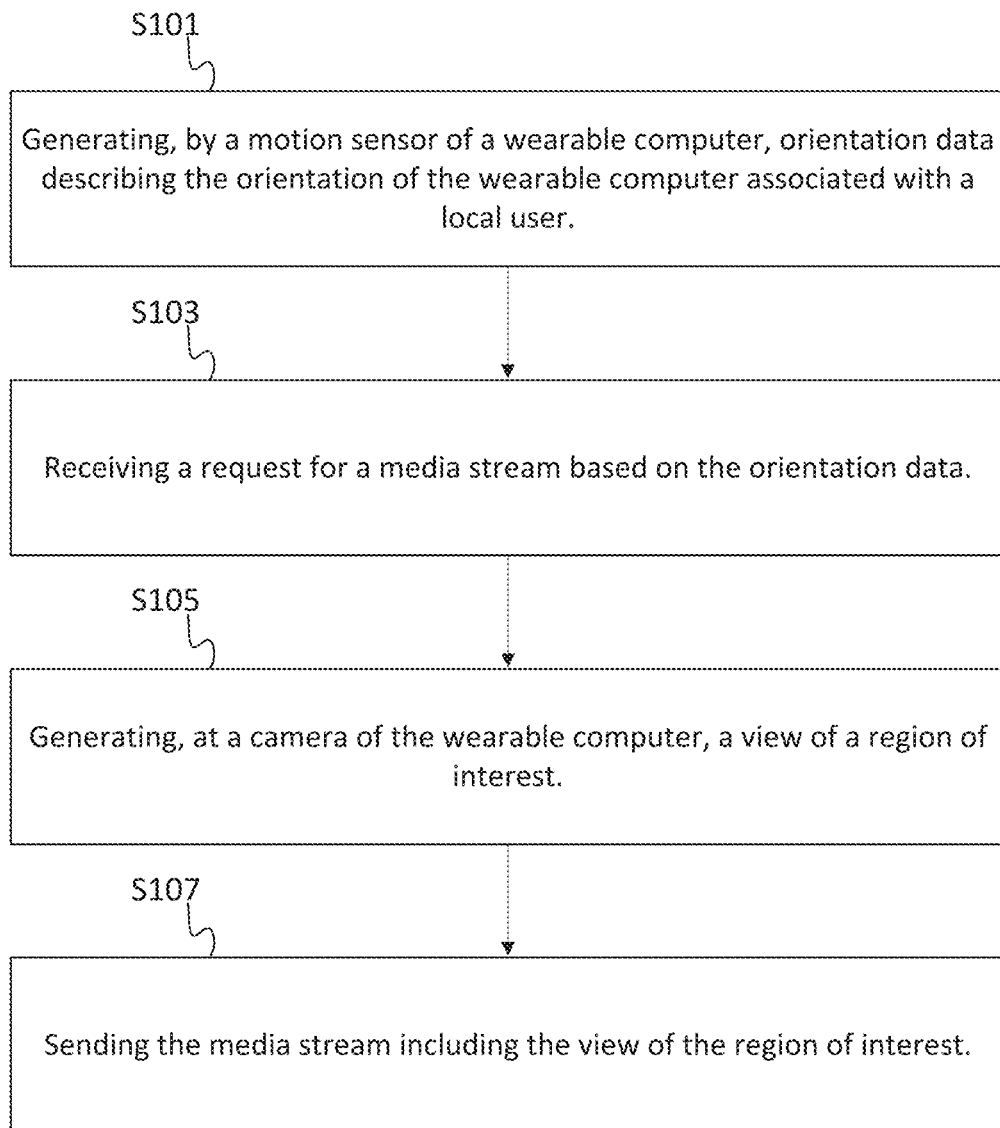 S101
Generating, by a motion sensor of a wearable computer, orientation data
describing the orientation of the wearable computer associated with a
local user.
S103
Receiving a request for a media stream based on the orientation data.
S105
Generating, at a camera of the wearable computer, a view of a region of
interest.
S107
Sending the media stream including the view of the region of interest.